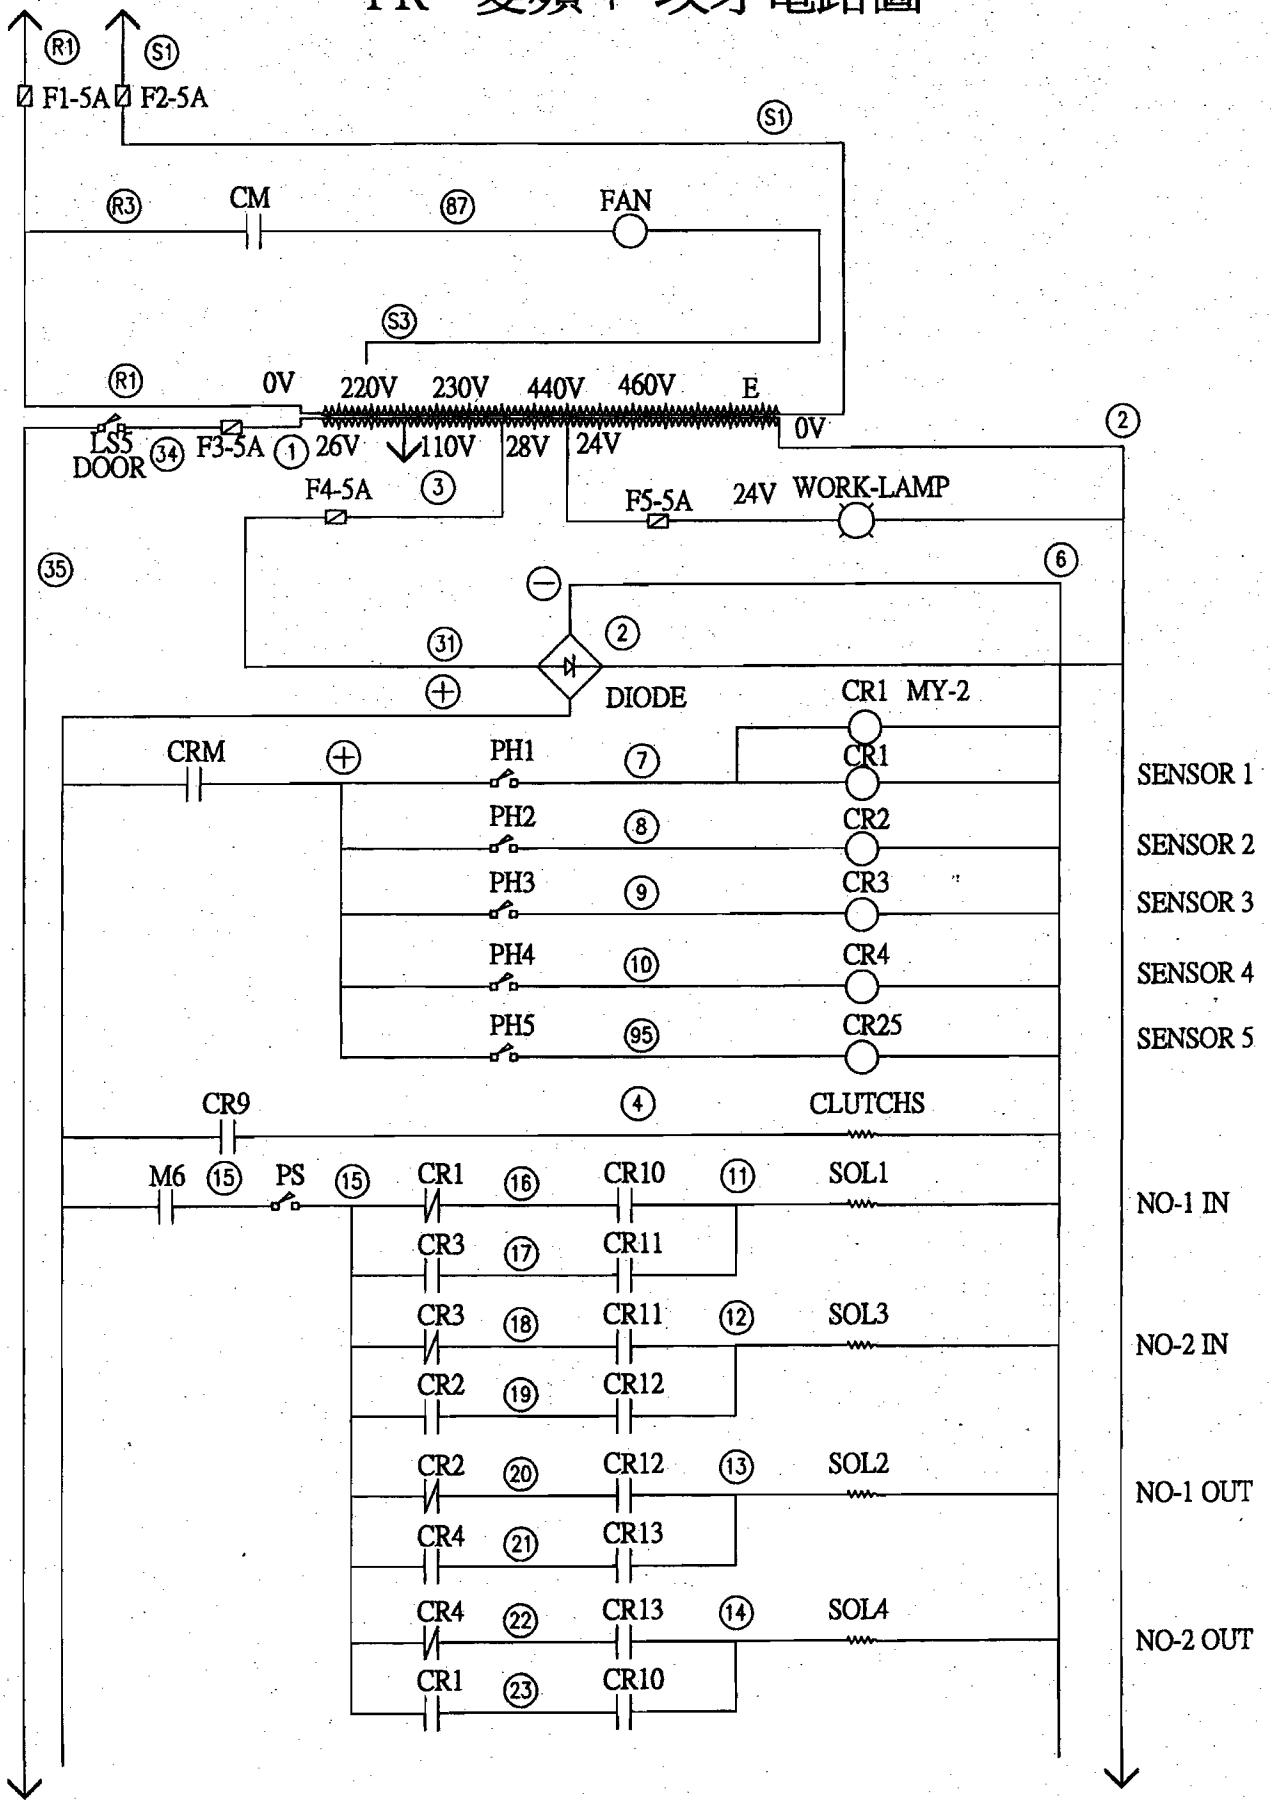 R1 S1
F1-5A F2-5A
S1
R3 CM 87 FAN
S3
R1 0V 220V 230V 440V 460V E
LS5 34 F3-5A 1 26V 110V 28V 24V 0V 2
DOOR
F4-5A 3 F5-5A 24V WORK-LAMP
35 − 6
31 2
+ DIODE CR1 MY-2
CRM + PH1 7 CR1 SENSOR 1
PH2 8 CR2 SENSOR 2
PH3 9 CR3 SENSOR 3
PH4 10 CR4 SENSOR 4
PH5 95 CR25 SENSOR 5
CR9 4 CLUTCHS
M6 15 PS 15 CR1 16 CR10 11 SOL1 NO-1 IN
CR3 17 CR11
CR3 18 CR11 12 SOL3 NO-2 IN
CR2 19 CR12
CR2 20 CR12 13 SOL2 NO-1 OUT
CR4 21 CR13
CR4 22 CR13 14 SOL4 NO-2 OUT
CR1 23 CR10